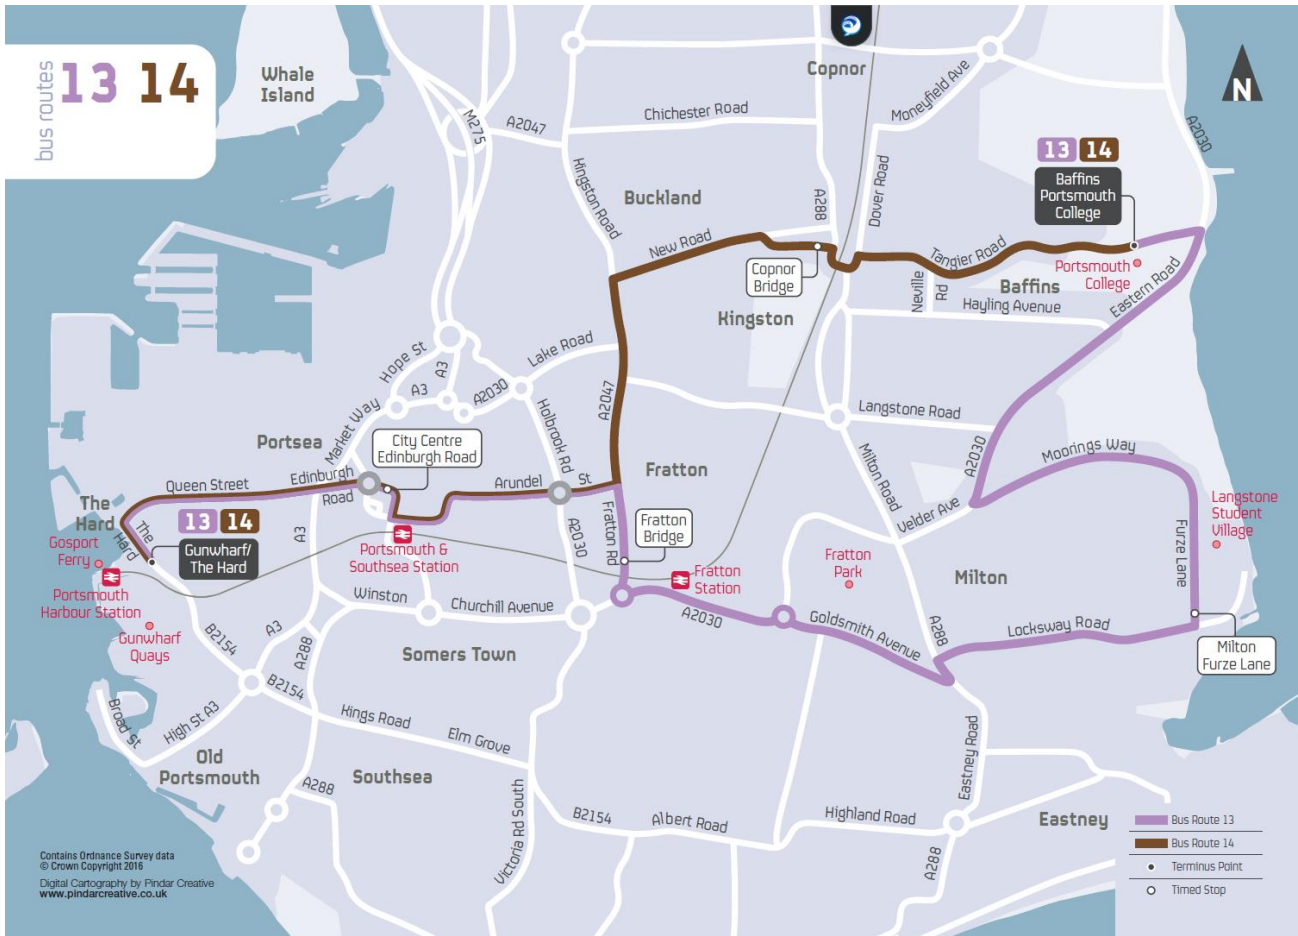 bus routes
13 14
Whale
Island
Copnor
N
M275
A2047
Chichester Road
Moneyfield Ave
A2030
Kingston Road
Buckland
A288
Dover Road
13 14
Baffins
Portsmouth
College
New Road
Copnor
Bridge
Tangier Road
Portsmouth
College
Neville
Rd
Baffins
Hayling Avenue
Eastern Road
Kingston
Hope St
A3
Lake Road
A3
A2030
A2047
Market Way
Holbrook Rd
Langstone Road
Portsea
City Centre
Edinburgh Road
Milton Road
A2030
Moorings Way
Queen Street
Edinburgh
Road
Arundel
St
Fratton
The
Hard
The
Hard
13 14
Gunwharf/
The Hard
A3
A2030
Fratton Rd
Fratton
Bridge
Velder Ave
Furze Lane
Langstone
Student
Village
Gosport
Ferry
Portsmouth &
Southsea Station
Fratton
Station
Fratton
Park
Milton
Portsmouth
Harbour Station
Winston
Churchill Avenue
A2030
Goldsmith Avenue
A288
Locksway Road
Gunwharf
Quays
B2154
A3
A288
Somers Town
Milton
Furze Lane
B2154
Broad St
High St A3
Kings Road
Elm Grove
Eastney Road
Old
Portsmouth
Southsea
A288
Victoria Rd South
B2154
Albert Road
Highland Road
A288
Eastney
Bus Route 13
Bus Route 14
Terminus Point
Timed Stop
Contains Ordnance Survey data
© Crown Copyright 2016
Digital Cartography by Pindar Creative
www.pindarcreative.co.uk